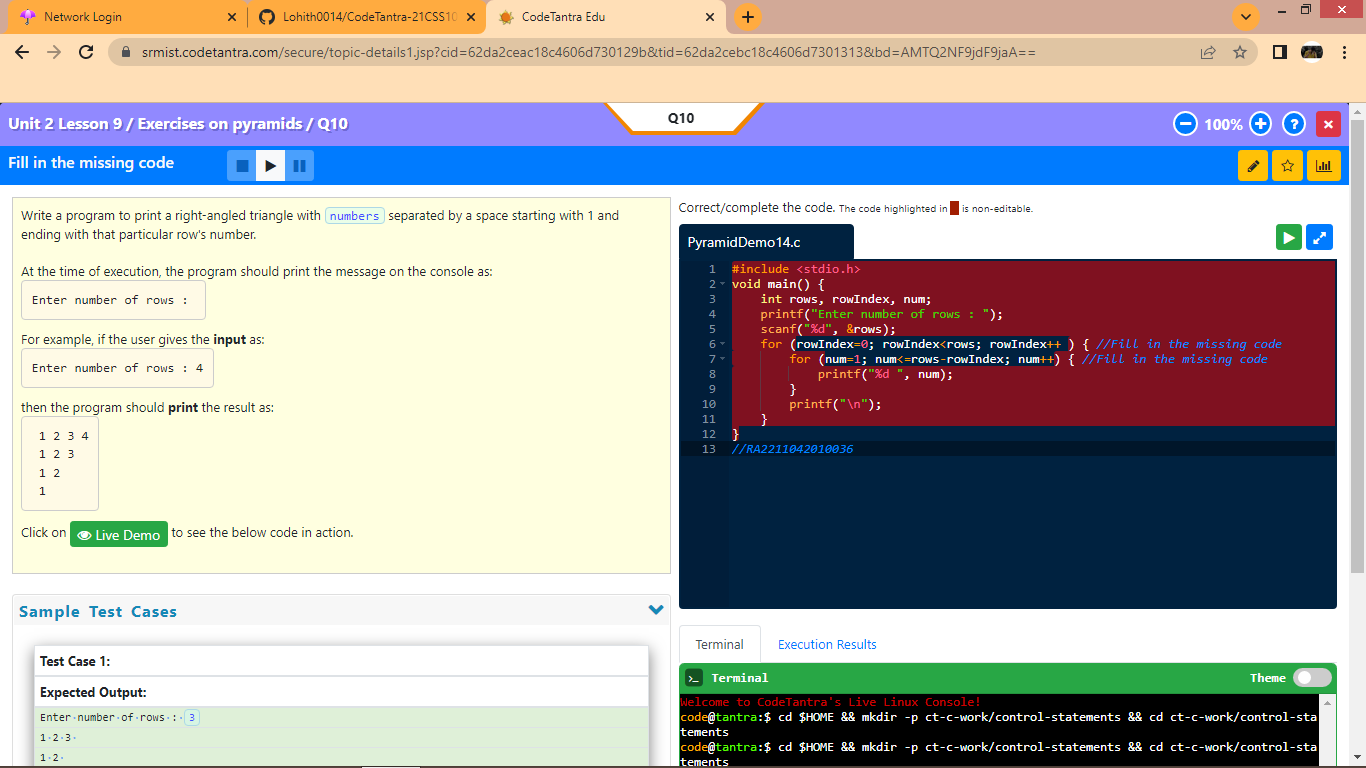 Network Login
Lohith0014/CodeTantra-21CSS10
CodeTantra Edu
srmist.codetantra.com/secure/topic-details1.jsp?cid=62da2ceac18c4606d730129b&tid=62da2cebc18c4606d7301313&bd=AMTQ2NF9jdF9jaA==
Unit 2 Lesson 9 / Exercises on pyramids / Q10
Q10
100%
Fill in the missing code
Write a program to print a right-angled triangle with numbers separated by a space starting with 1 and
ending with that particular row's number.
At the time of execution, the program should print the message on the console as:
Enter number of rows :
For example, if the user gives the input as:
Enter number of rows : 4
then the program should print the result as:
1 2 3 4
1 2 3
1 2
1
Click on Live Demo to see the below code in action.
Sample Test Cases
Test Case 1:
Expected Output:
Enter·number·of·rows·:·3
1·2·3·
1·2·
Correct/complete the code. The code highlighted in is non-editable.
PyramidDemo14.c
1 #include <stdio.h>
2 void main() {
3 int rows, rowIndex, num;
4 printf("Enter number of rows : ");
5 scanf("%d", &rows);
6 for (rowIndex=0; rowIndex<rows; rowIndex++ ) { //Fill in the missing code
7 for (num=1; num<=rows-rowIndex; num++) { //Fill in the missing code
8 printf("%d ", num);
9 }
10 printf("\n");
11 }
12 }
13 //RA2211042010036
Terminal
Execution Results
Terminal
Theme
Welcome to CodeTantra's Live Linux Console!
code@tantra:$ cd $HOME && mkdir -p ct-c-work/control-statements && cd ct-c-work/control-sta
tements
code@tantra:$ cd $HOME && mkdir -p ct-c-work/control-statements && cd ct-c-work/control-sta
tements